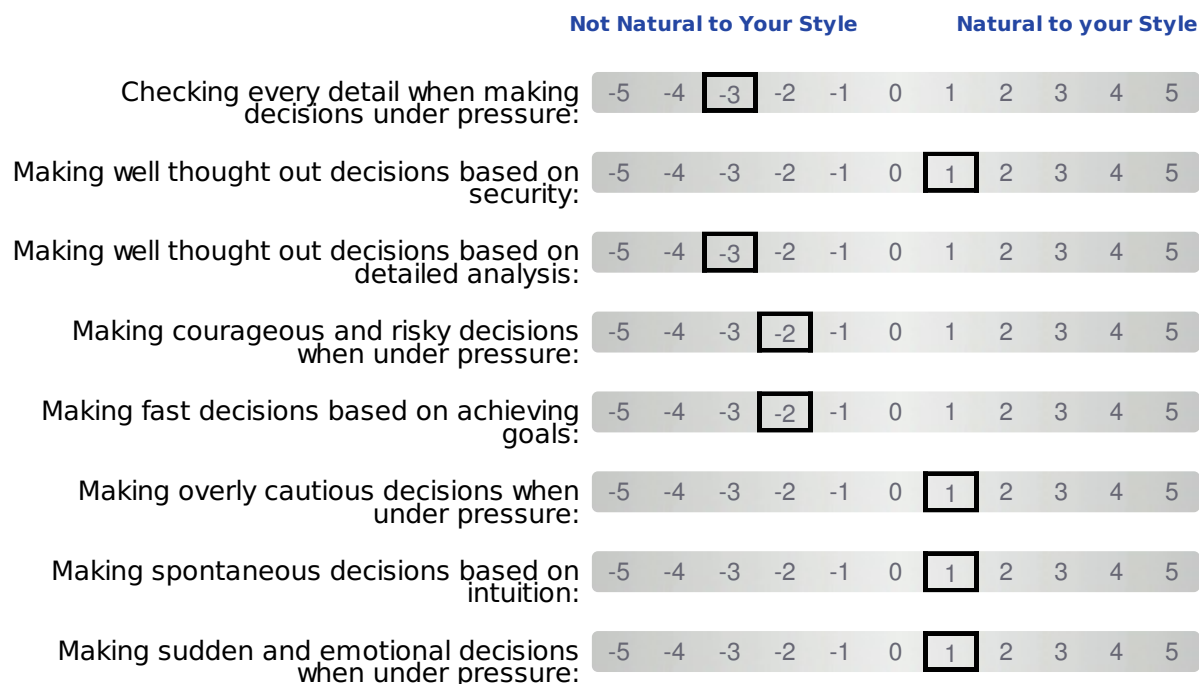 Not Natural to Your Style Natural to your Style
Checking every detail when making
decisions under pressure:
-5 -4 -3 -2 -1 0 1 2 3 4 5
Making well thought out decisions based on
security:
-5 -4 -3 -2 -1 0 1 2 3 4 5
Making well thought out decisions based on
detailed analysis:
-5 -4 -3 -2 -1 0 1 2 3 4 5
Making courageous and risky decisions
when under pressure:
-5 -4 -3 -2 -1 0 1 2 3 4 5
Making fast decisions based on achieving
goals:
-5 -4 -3 -2 -1 0 1 2 3 4 5
Making overly cautious decisions when
under pressure:
-5 -4 -3 -2 -1 0 1 2 3 4 5
Making spontaneous decisions based on
intuition:
-5 -4 -3 -2 -1 0 1 2 3 4 5
Making sudden and emotional decisions
when under pressure:
-5 -4 -3 -2 -1 0 1 2 3 4 5